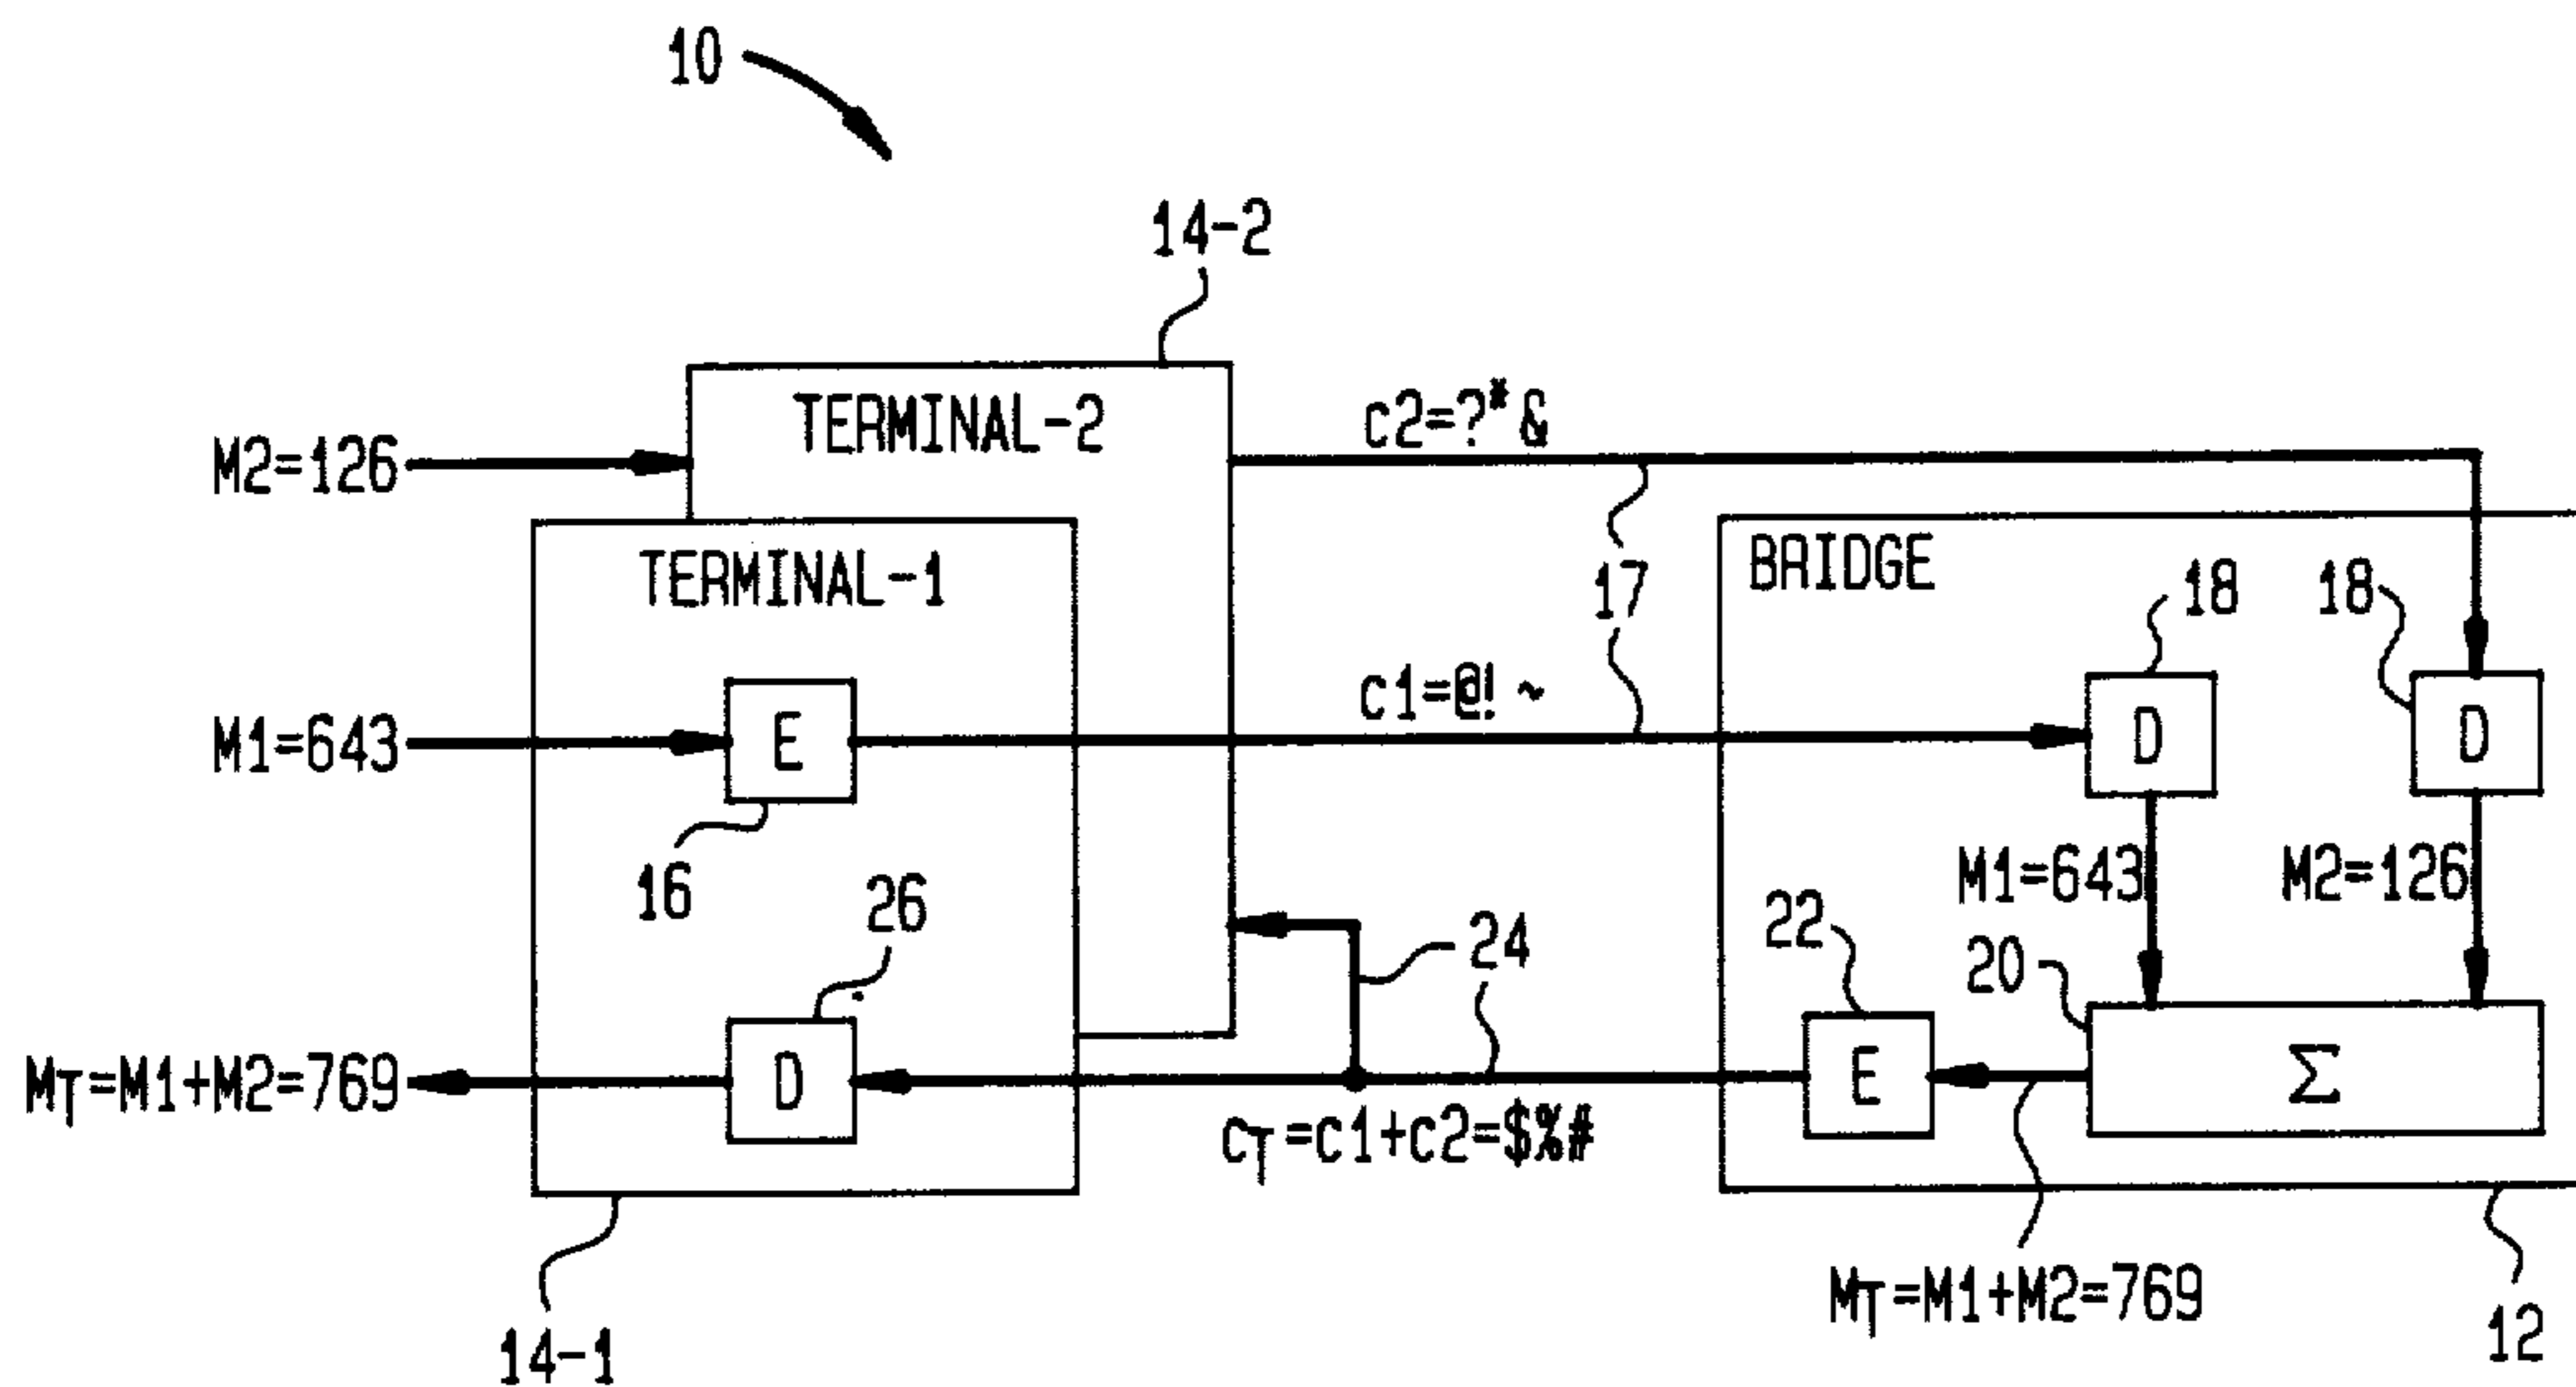 10
14-2
TERMINAL-2
c2=?*&
M2=126
TERMINAL-1
BRIDGE
18
18
17
c1=@!~
M1=643
E
D
D
16
26
M1=643
M2=126
22
24
20
MT=M1+M2=769
D
E
Σ
cT=c1+c2=$%#
MT=M1+M2=769
14-1
12